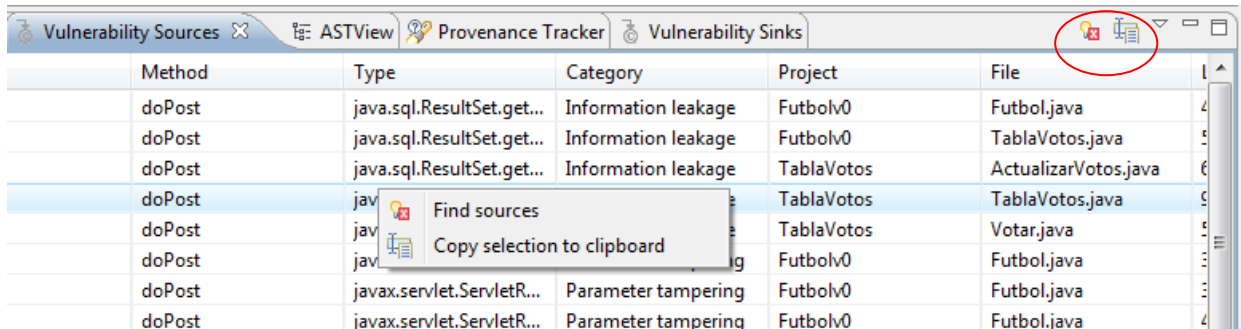 Vulnerability Sources ASTView Provenance Tracker Vulnerability Sinks
Method Type Category Project File
doPost java.sql.ResultSet.get... Information leakage Futbolv0 Futbol.java
doPost java.sql.ResultSet.get... Information leakage Futbolv0 TablaVotos.java
doPost java.sql.ResultSet.get... Information leakage TablaVotos ActualizarVotos.java
doPost jav TablaVotos TablaVotos.java
Find sources
doPost jav TablaVotos Votar.java
Copy selection to clipboard
doPost jav Futbolv0 Futbol.java
doPost javax.servlet.ServletR... Parameter tampering Futbolv0 Futbol.java
doPost javax.servlet.ServletR... Parameter tampering Futbolv0 Futbol.java